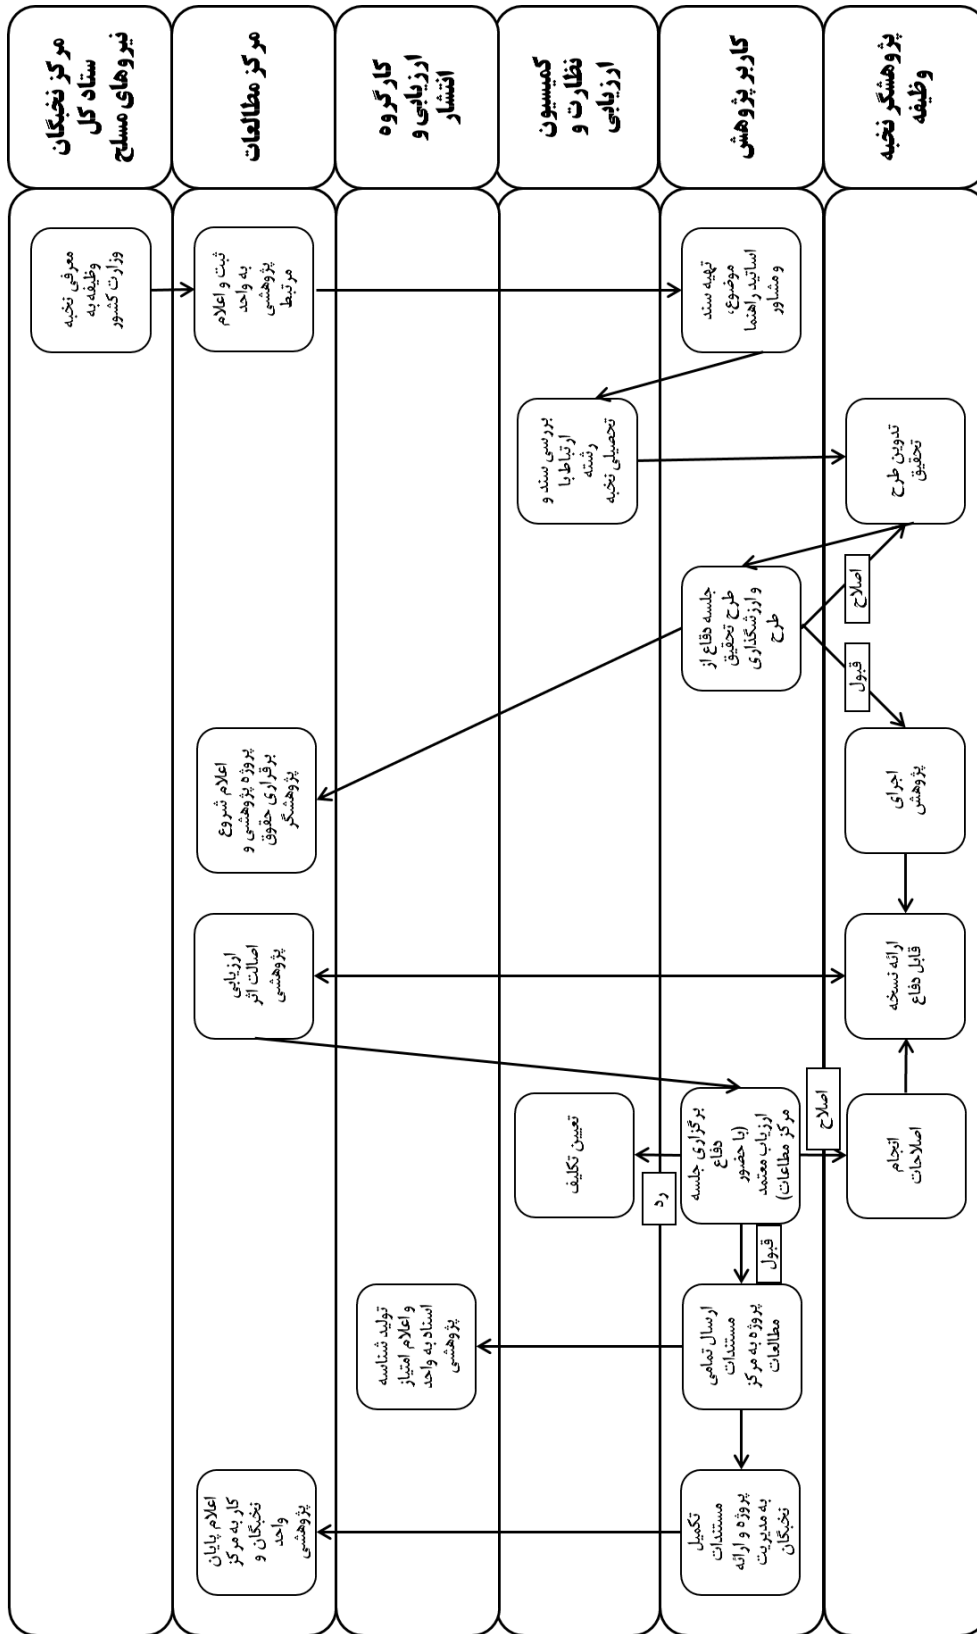 مرکز نخبگان
ستاد کل
نیروهای مسلح
مرکز مطالعات
کارگروه
ارزیابی و
انتشار
کمیسیون
نظارت و
ارزیابی
کاربر پژوهش
پژوهشگر نخبه
وظیفه
معرفی نخبه
وظیفه به
وزارت کشور
ثبت و اعلام
به واحد
پژوهشی
مرتبط
تهیه سند
موضوع،
اساتید راهنما
و مشاور
بررسی سند و
ارتباط با
رشته
تحصیلی نخبه
تدوین طرح
تحقیق
جلسه دفاع از
طرح تحقیق
و ارزشگذاری
طرح
اصلاح
قبول
اعلام شروع
پروژه پژوهشی و
برقراری حقوق
پژوهشگر
اجرای
پژوهش
ارزیابی
اصالت اثر
پژوهشی
ارائه نسخه
قابل دفاع
تعیین تکلیف
رد
برگزاری جلسه
دفاع
(با حضور
ارزیاب معتمد
مرکز مطاعات)
اصلاح
انجام
اصلاحات
قبول
تولید شناسه
و اعلام امتیاز
اسناد به واحد
پژوهشی
ارسال تمامی
مستندات
پروژه به مرکز
مطالعات
اعلام پایان
کار به مرکز
نخبگان و
واحد
پژوهشی
تکمیل
مستندات
پروژه و ارائه
به مدیریت
نخبگان